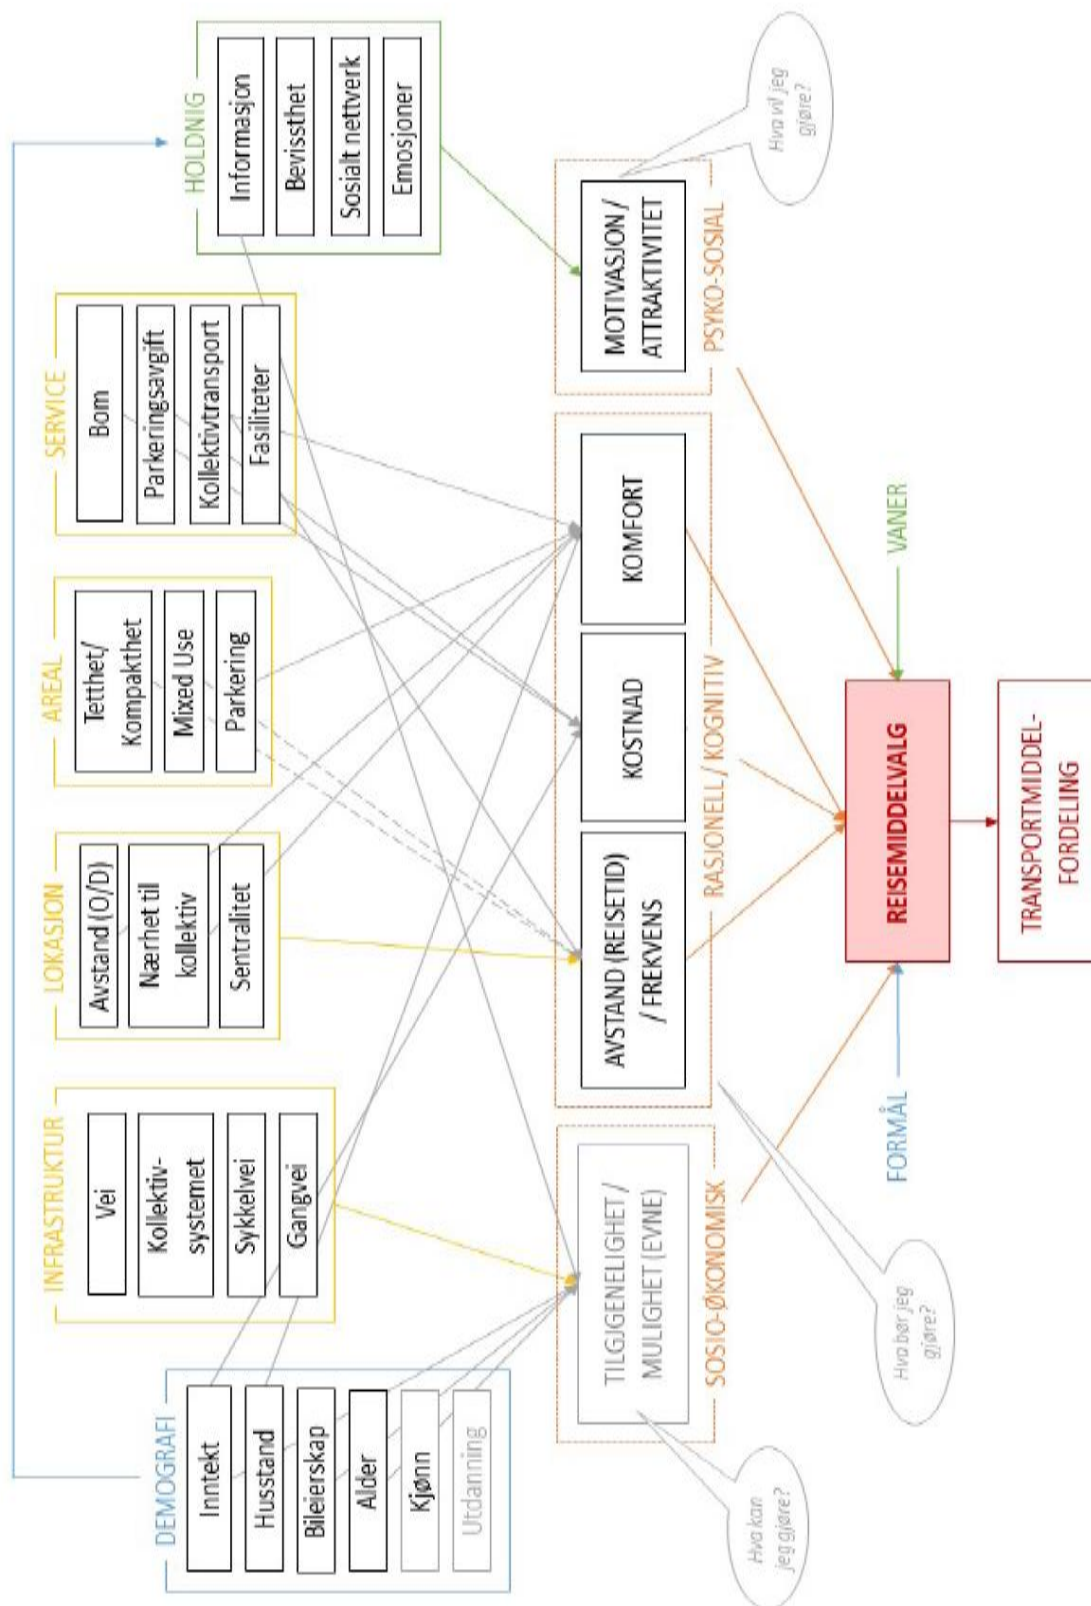 DEMOGRAFI
Inntekt
Husstand
Bileierskap
Alder
Kjønn
Utdanning
INFRASTRUKTUR
Vei
Kollektiv-
systemet
Sykkelvei
Gangvei
LOKASJON
Avstand (O/D)
Nærhet til
kollektiv
Sentralitet
AREAL
Tetthet/
Kompakthet
Mixed Use
Parkering
SERVICE
Bom
Parkeringsavgift
Kollektivtransport
Fasiliteter
HOLDNIG
Informasjon
Bevissthet
Sosialt nettverk
Emosjoner
TILGJGENELIGHET /
MULIGHET (EVNE)
SOSIO-ØKONOMISK
AVSTAND (REISETID)
/ FREKVENS
KOSTNAD
KOMFORT
RASJONELL / KOGNITIV
MOTIVASJON /
ATTRAKTIVITET
PSYKO-SOSIAL
Hva kan
jeg gjøre?
Hva bør jeg
gjøre?
Hva vil jeg
gjøre?
FORMÅL
REISEMIDDELVALG
VANER
TRANSPORTMIDDEL-
FORDELING